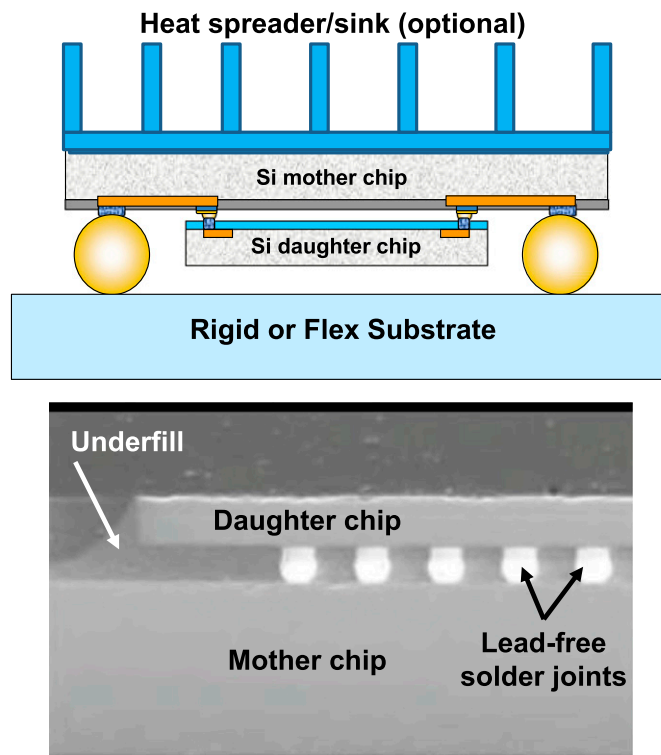 Heat spreader/sink (optional)
Si mother chip
Si daughter chip
Rigid or Flex Substrate
Underfill
Daughter chip
Mother chip
Lead-free
solder joints